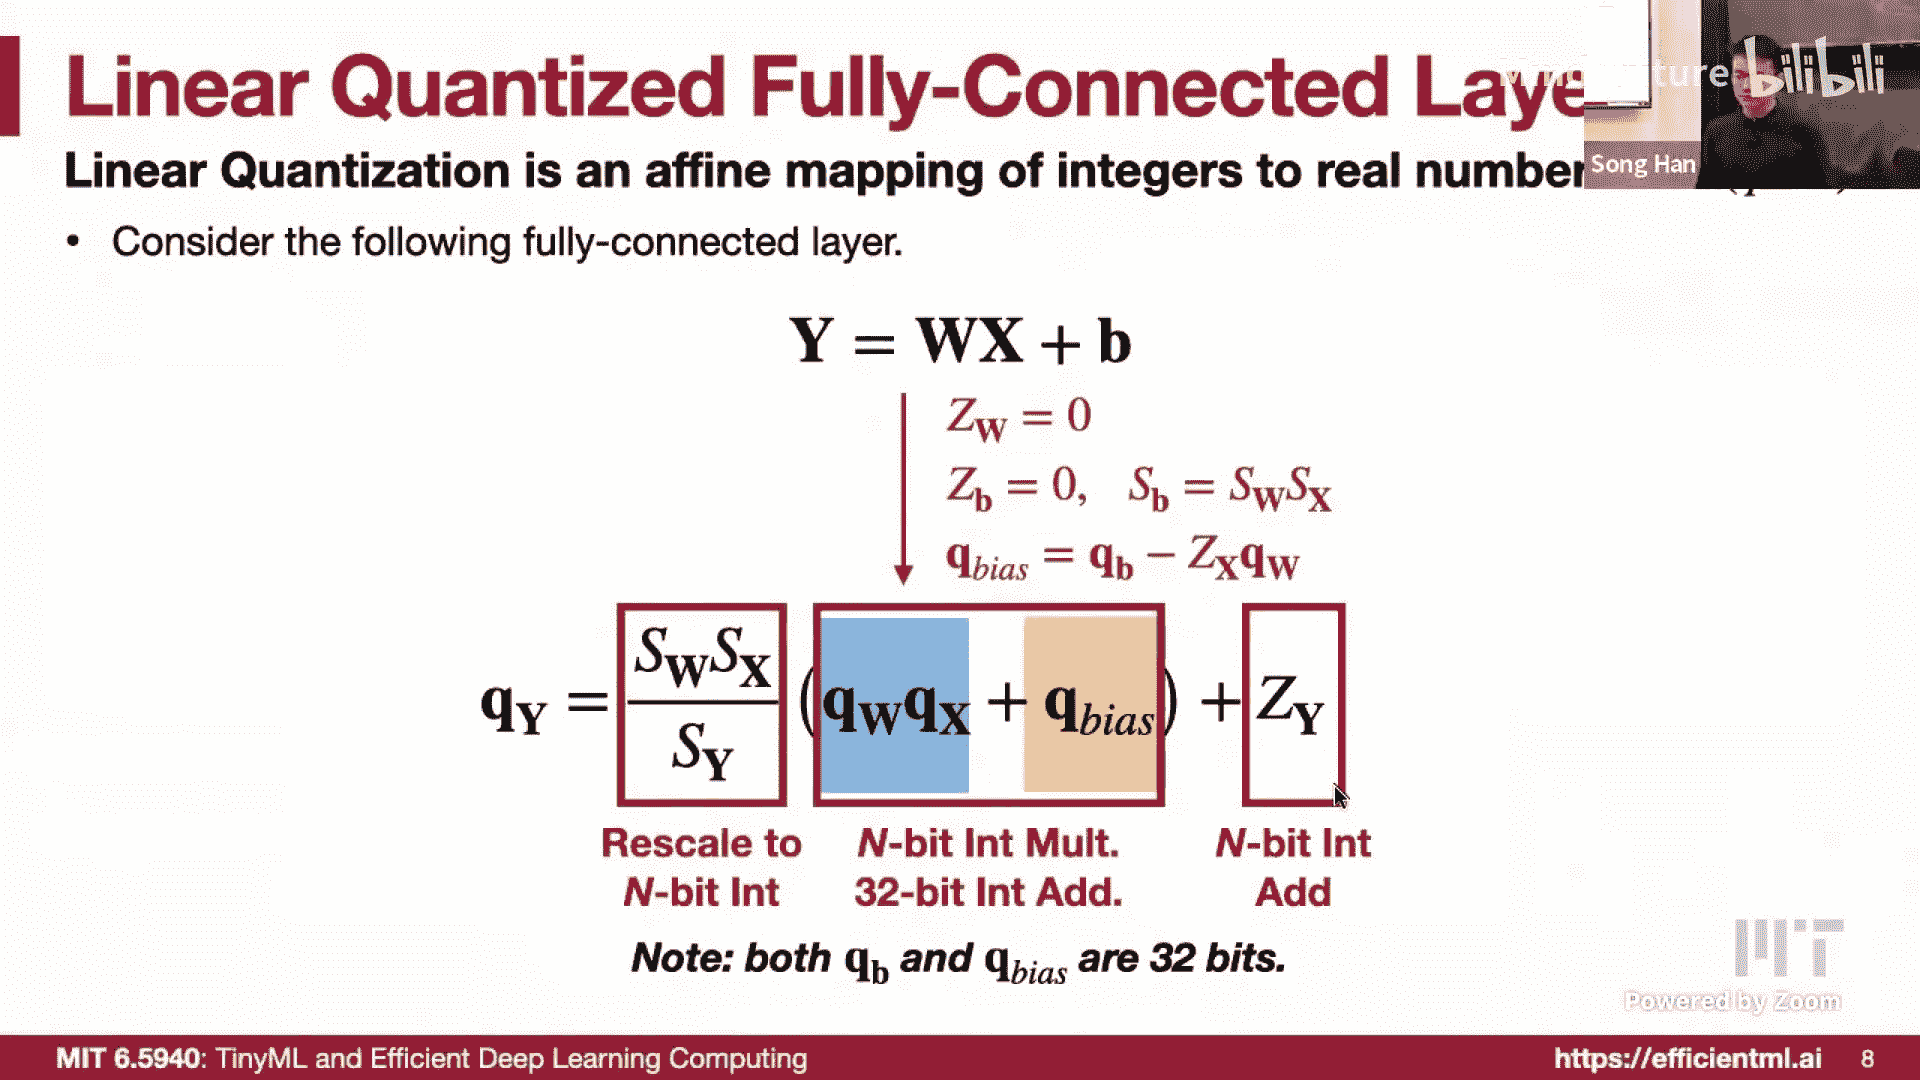 Linear Quantized Fully-Connected Laye
bilibili
Linear Quantization is an affine mapping of integers to real number
Song Han
• Consider the following fully-connected layer.
Y = WX + b
Z_W = 0
Z_b = 0, S_b = S_W S_X
q_bias = q_b − Z_X q_W
q_Y = S_W S_X / S_Y (q_W q_X + q_bias) + Z_Y
Rescale to N-bit Int Mult. N-bit Int
N-bit Int 32-bit Int Add. Add
Note: both q_b and q_bias are 32 bits.
MIT
Powered by Zoom
MIT 6.5940: TinyML and Efficient Deep Learning Computing https://efficientml.ai 8